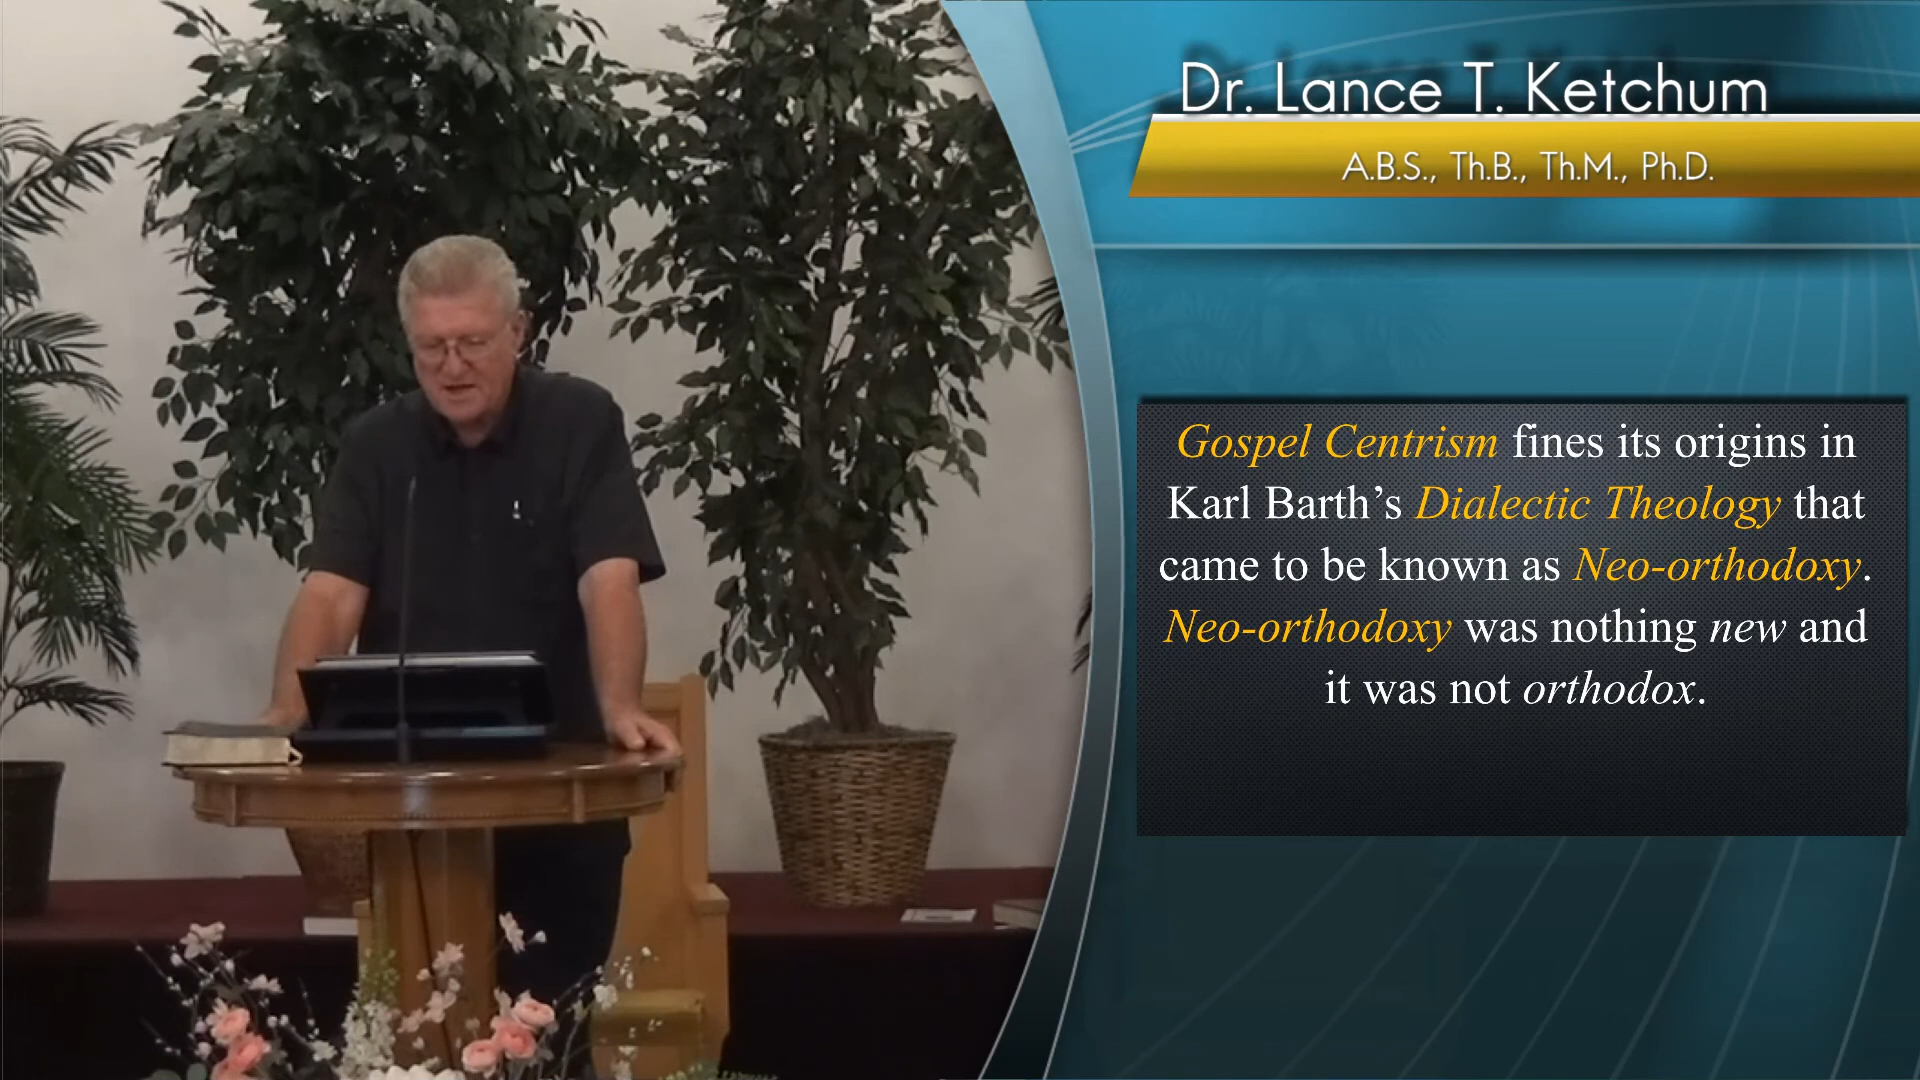 Dr. Lance T. Ketchum
A.B.S., Th.B., Th.M., Ph.D.
Gospel Centrism fines its origins in
Karl Barth’s Dialectic Theology that
came to be known as Neo-orthodoxy.
Neo-orthodoxy was nothing new and
it was not orthodox.